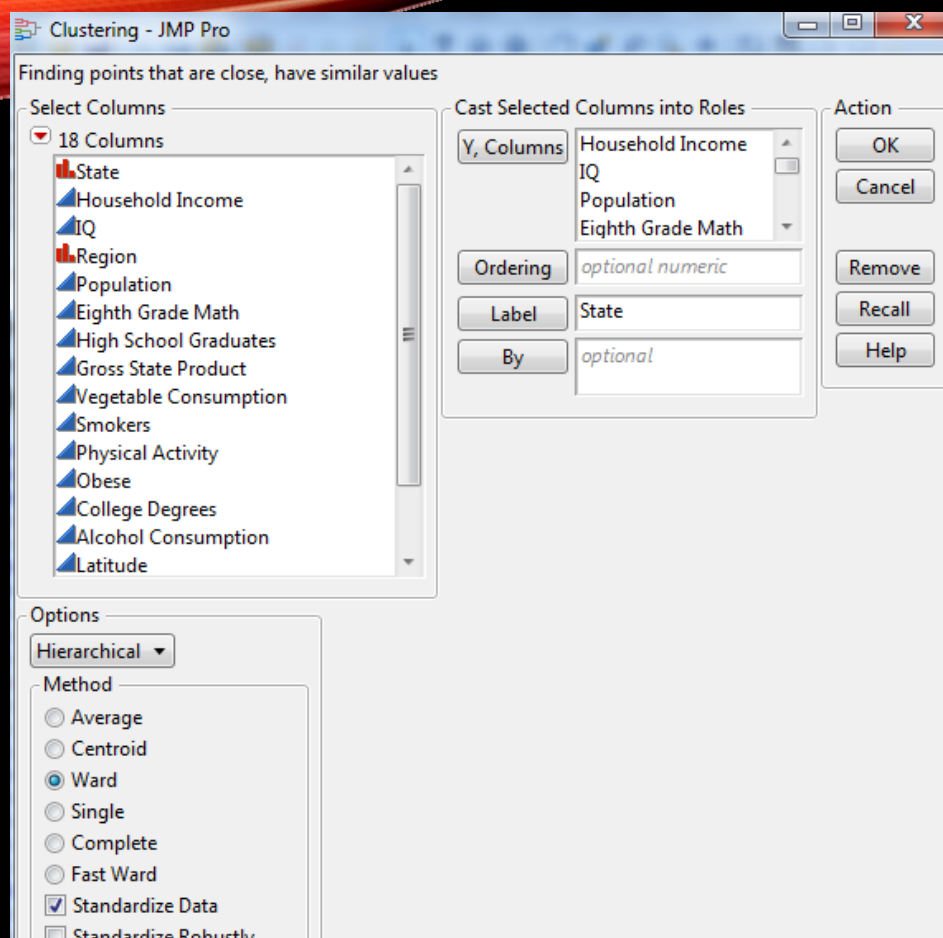 Clustering - JMP Pro
Finding points that are close, have similar values
Select Columns
18 Columns
State
Household Income
IQ
Region
Population
Eighth Grade Math
High School Graduates
Gross State Product
Vegetable Consumption
Smokers
Physical Activity
Obese
College Degrees
Alcohol Consumption
Latitude
Cast Selected Columns into Roles
Y, Columns
Household Income
IQ
Population
Eighth Grade Math
Ordering
optional numeric
Label
State
By
optional
Action
OK
Cancel
Remove
Recall
Help
Options
Hierarchical
Method
Average
Centroid
Ward
Single
Complete
Fast Ward
Standardize Data
Standardize Robustly